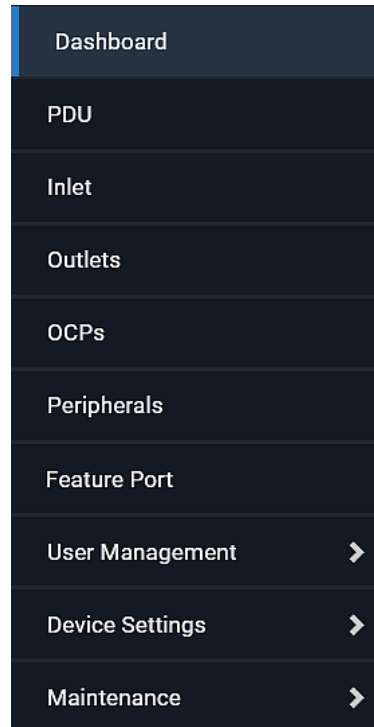 Dashboard
PDU
Inlet
Outlets
OCPs
Peripherals
Feature Port
User Management
Device Settings
Maintenance